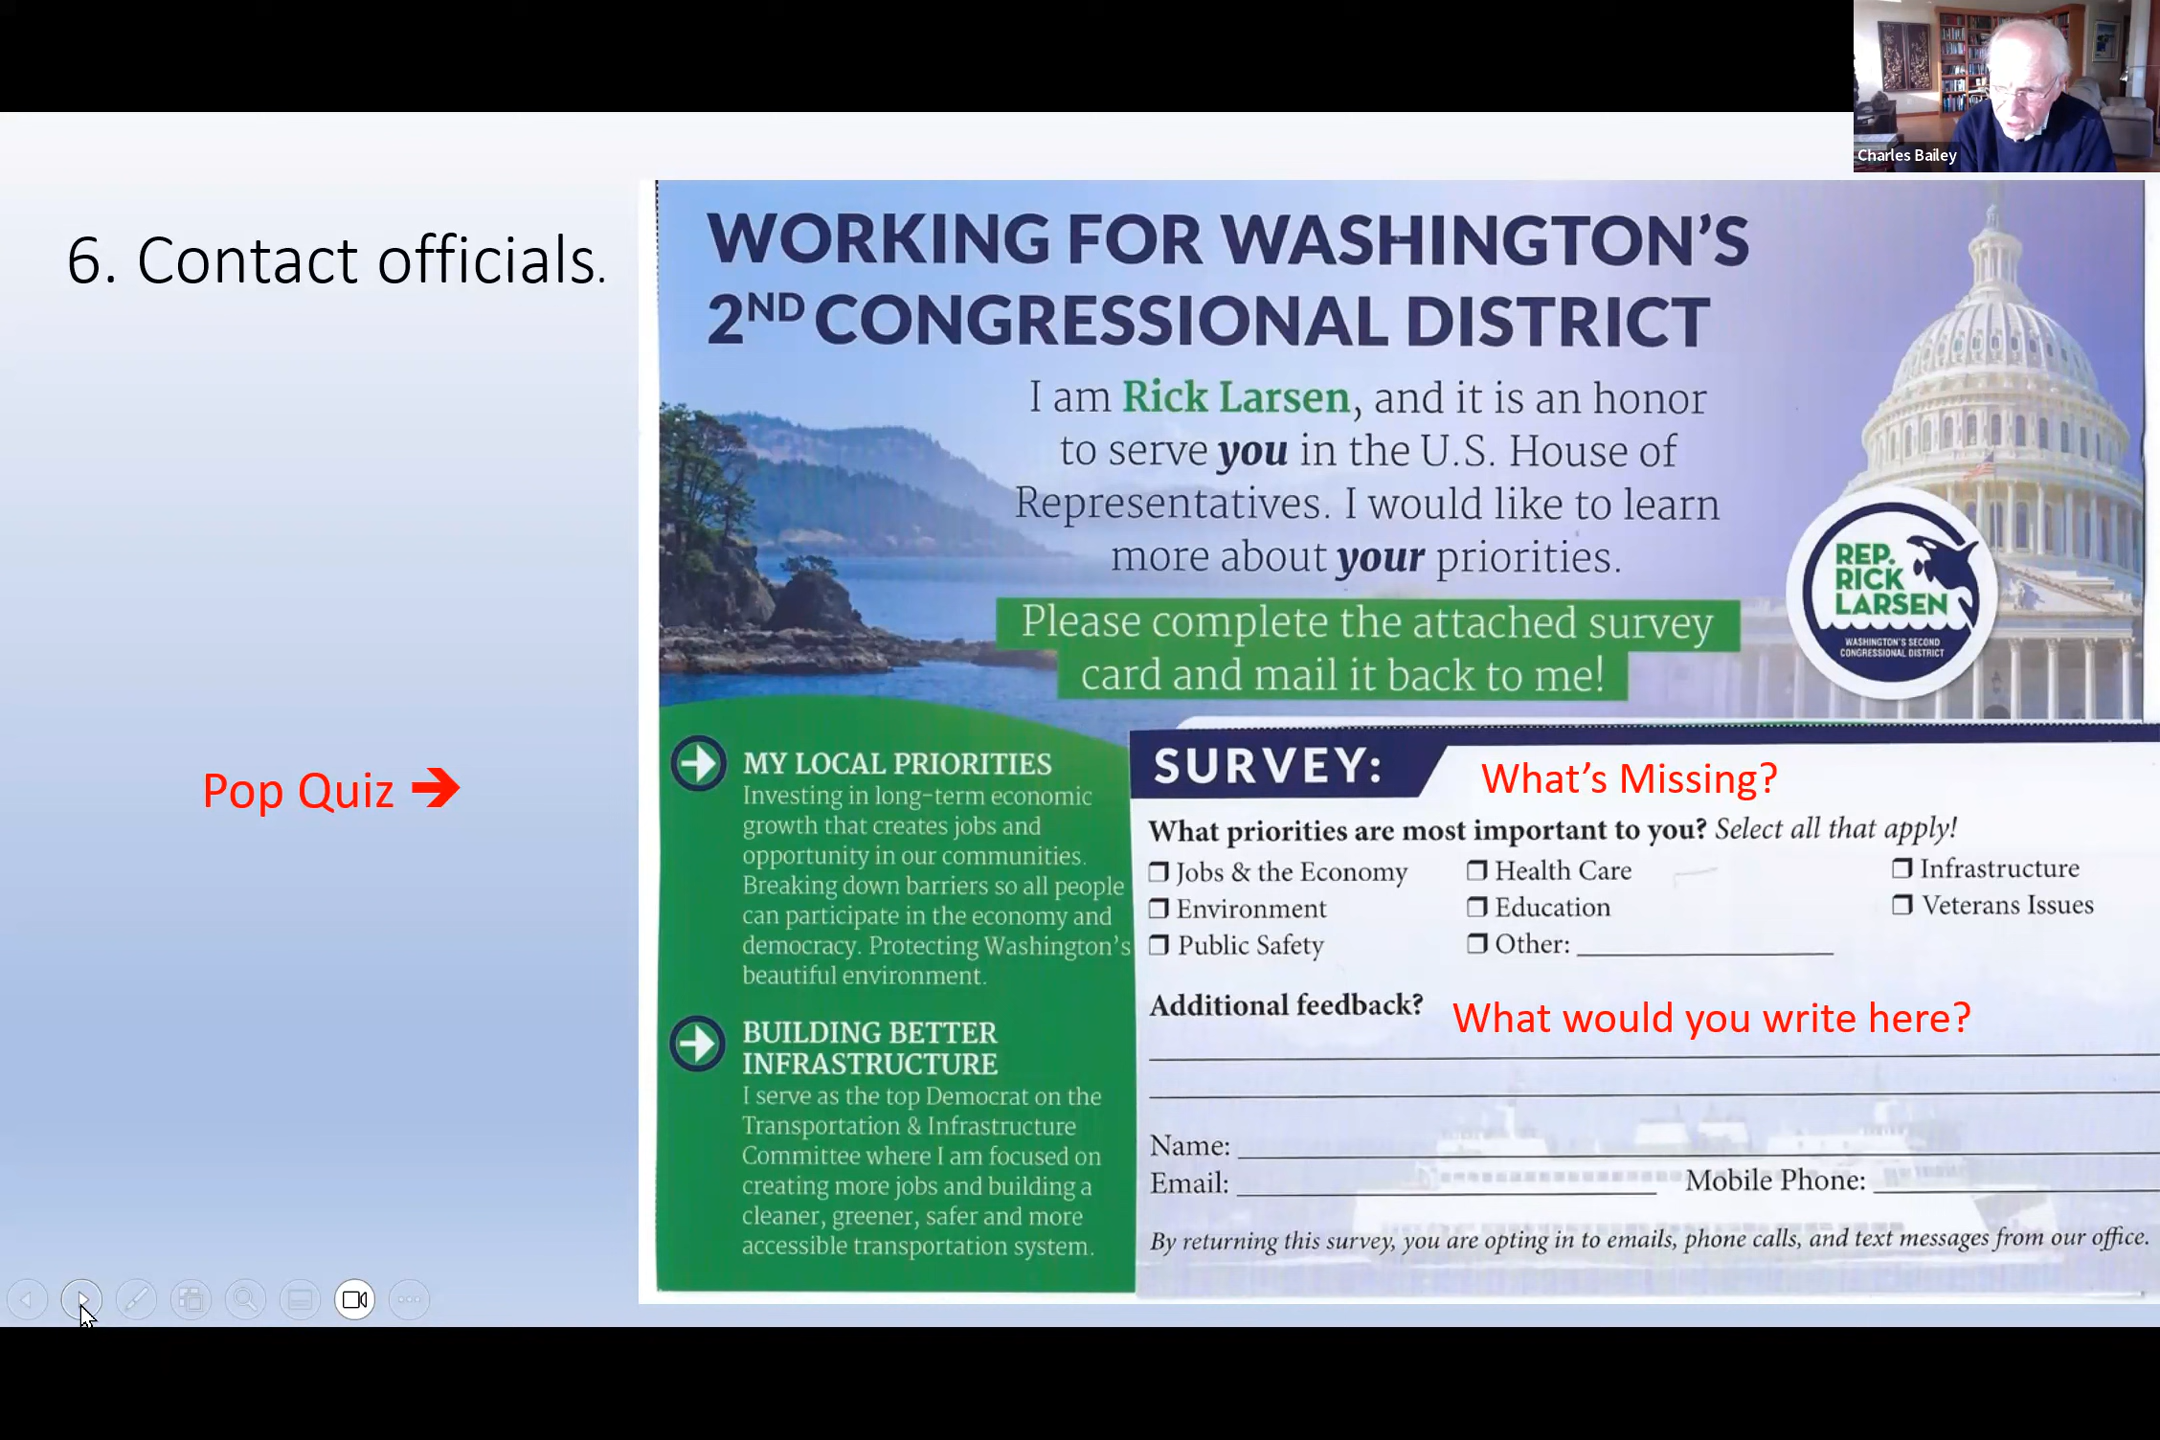 Charles Bailey
6. Contact officials.
Pop Quiz →
WORKING FOR WASHINGTON'S
2ND CONGRESSIONAL DISTRICT
I am Rick Larsen, and it is an honor
to serve you in the U.S. House of
Representatives. I would like to learn
more about your priorities.
Please complete the attached survey
card and mail it back to me!
REP.
RICK
LARSEN
WASHINGTON'S SECOND
CONGRESSIONAL DISTRICT
MY LOCAL PRIORITIES
Investing in long-term economic
growth that creates jobs and
opportunity in our communities.
Breaking down barriers so all people
can participate in the economy and
democracy. Protecting Washington's
beautiful environment.
BUILDING BETTER
INFRASTRUCTURE
I serve as the top Democrat on the
Transportation & Infrastructure
Committee where I am focused on
creating more jobs and building a
cleaner, greener, safer and more
accessible transportation system.
SURVEY:
What's Missing?
What priorities are most important to you? Select all that apply!
❒ Jobs & the Economy ❒ Health Care ❒ Infrastructure
❒ Environment ❒ Education ❒ Veterans Issues
❒ Public Safety ❒ Other:
Additional feedback? What would you write here?
Name:
Email: Mobile Phone:
By returning this survey, you are opting in to emails, phone calls, and text messages from our office.